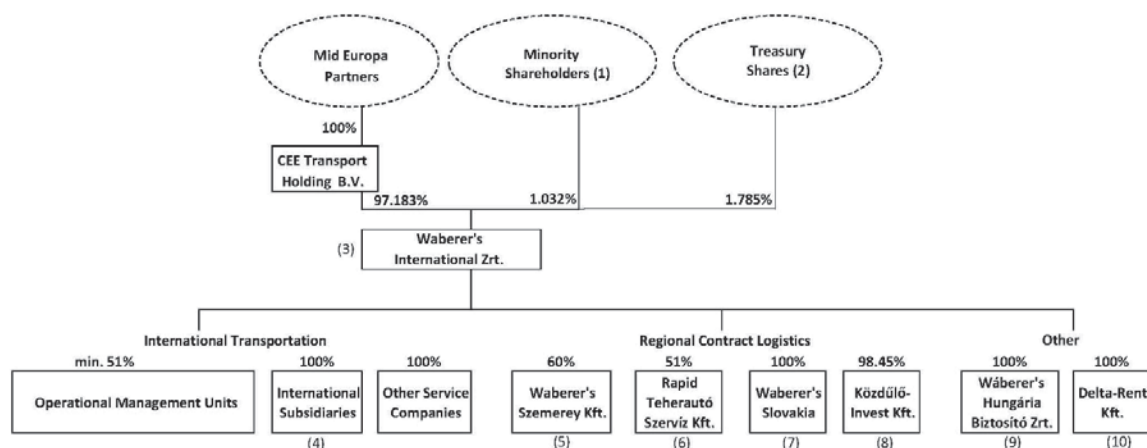 Mid Europa
Partners
Minority
Shareholders (1)
Treasury
Shares (2)
100%
CEE Transport
Holding B.V.
97.183%
1.032%
1.785%
(3)
Waberer's
International Zrt.
International Transportation
Regional Contract Logistics
Other
min. 51%
100%
100%
60%
51%
100%
98.45%
100%
100%
Operational Management Units
International
Subsidiaries
Other Service
Companies
Waberer's
Szemerey Kft.
Rapid
Teherautó
Szervíz Kft.
Waberer's
Slovakia
Közdűlő-
Invest Kft.
Wáberer's
Hungária
Biztosító Zrt.
Delta-Rent
Kft.
(4)
(5)
(6)
(7)
(8)
(9)
(10)